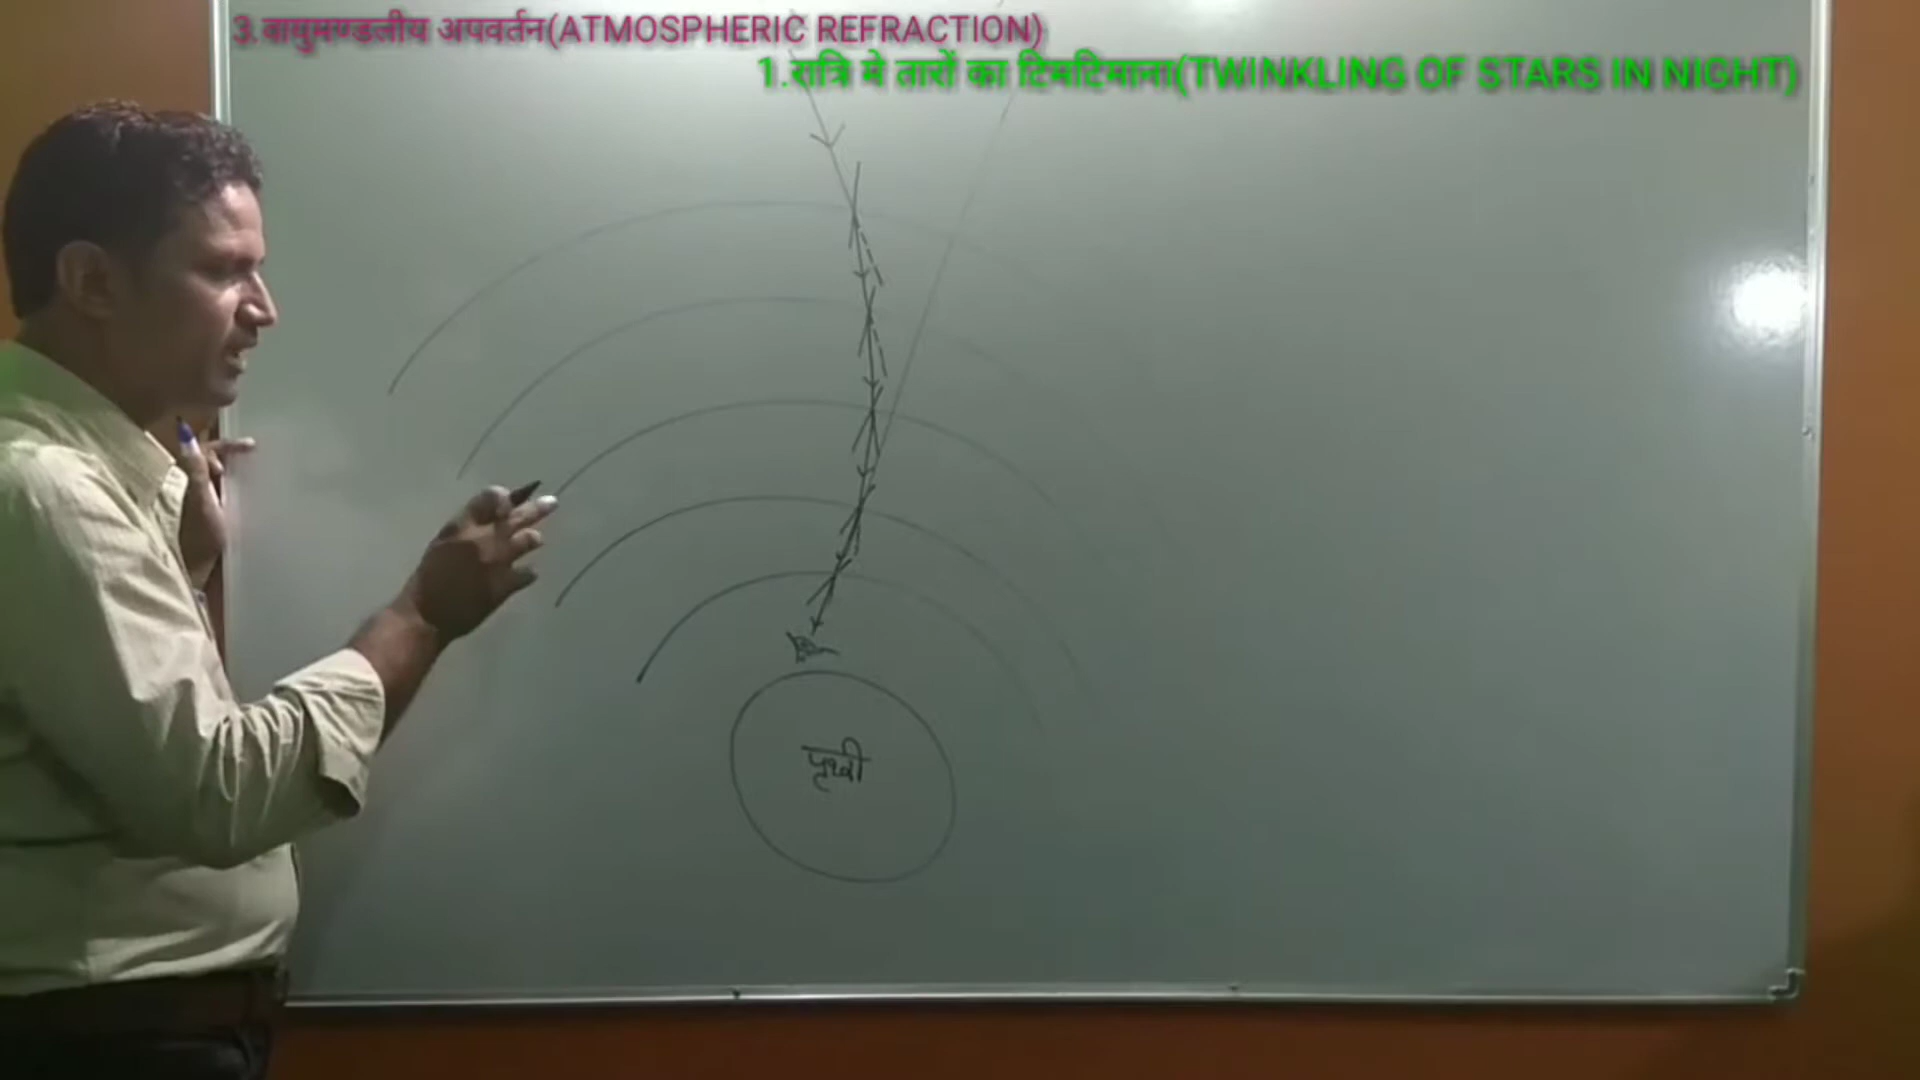 3.वायुमण्डलीय अपवर्तन(ATMOSPHERIC REFRACTION)
1.रात्रि मे तारों का टिमटिमाना(TWINKLING OF STARS IN NIGHT)
पृथ्वी